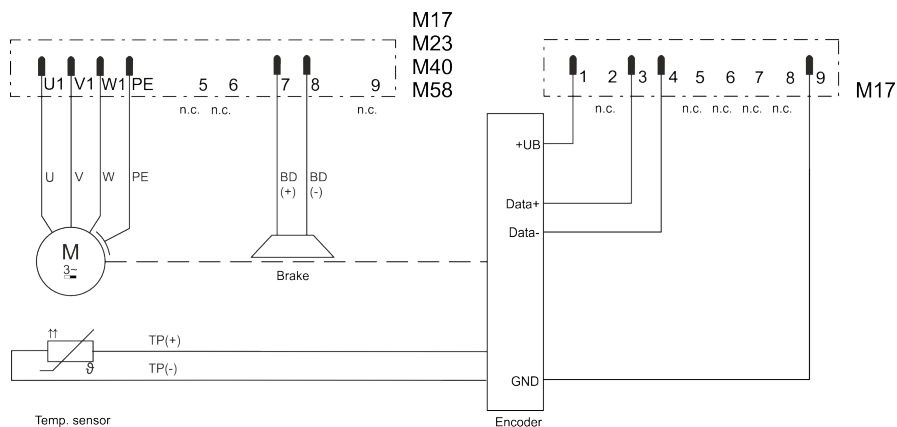 M17
M23
M40
M58
U1 V1 W1 PE 5 6 7 8 9
n.c. n.c. n.c.
1 2 3 4 5 6 7 8 9
n.c. n.c. n.c. n.c. n.c.
M17
U V W PE
BD (+)
BD (-)
+UB
Data+
Data-
GND
Encoder
M
3~
Brake
↑↑
ϑ
TP(+)
TP(-)
Temp. sensor